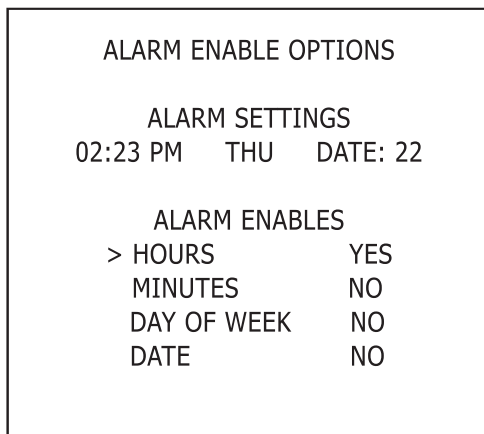 ALARM ENABLE OPTIONS
ALARM SETTINGS
02:23 PM THU DATE: 22
ALARM ENABLES
> HOURS YES
MINUTES NO
DAY OF WEEK NO
DATE NO